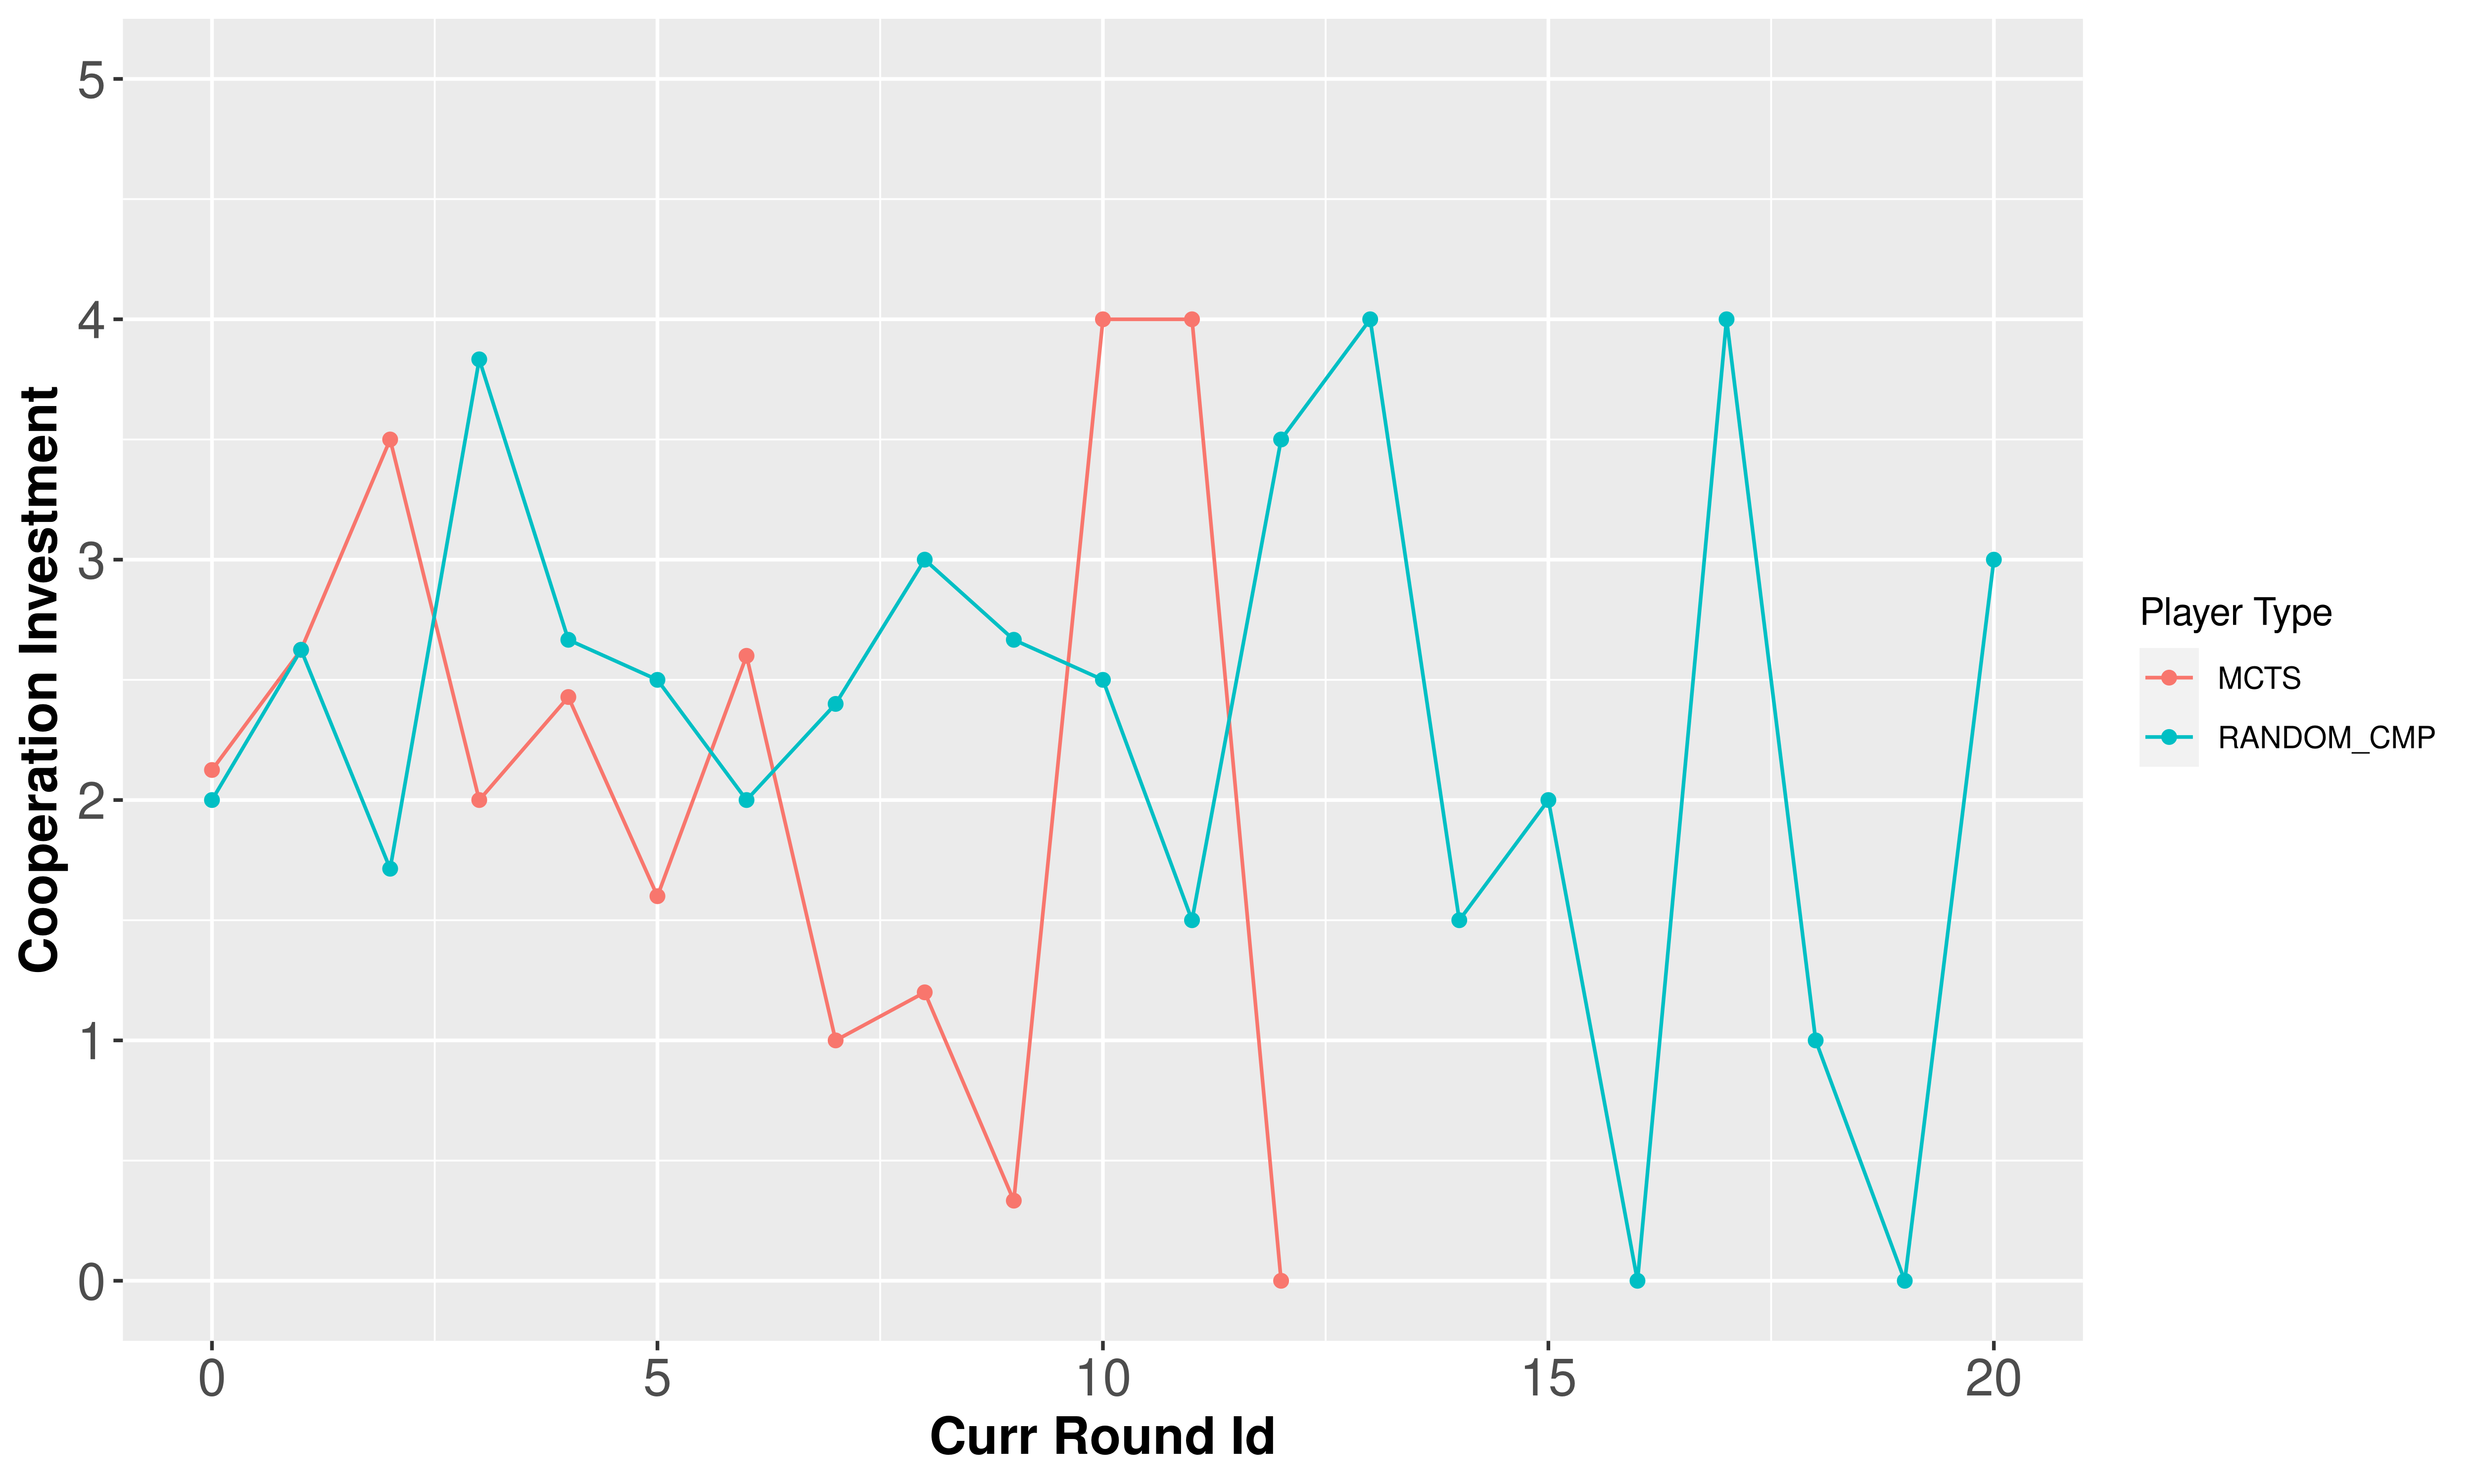 5
4
3
2
1
0
Cooperation Investment
0 5 10 15 20
Curr Round Id
Player Type
MCTS
RANDOM_CMP